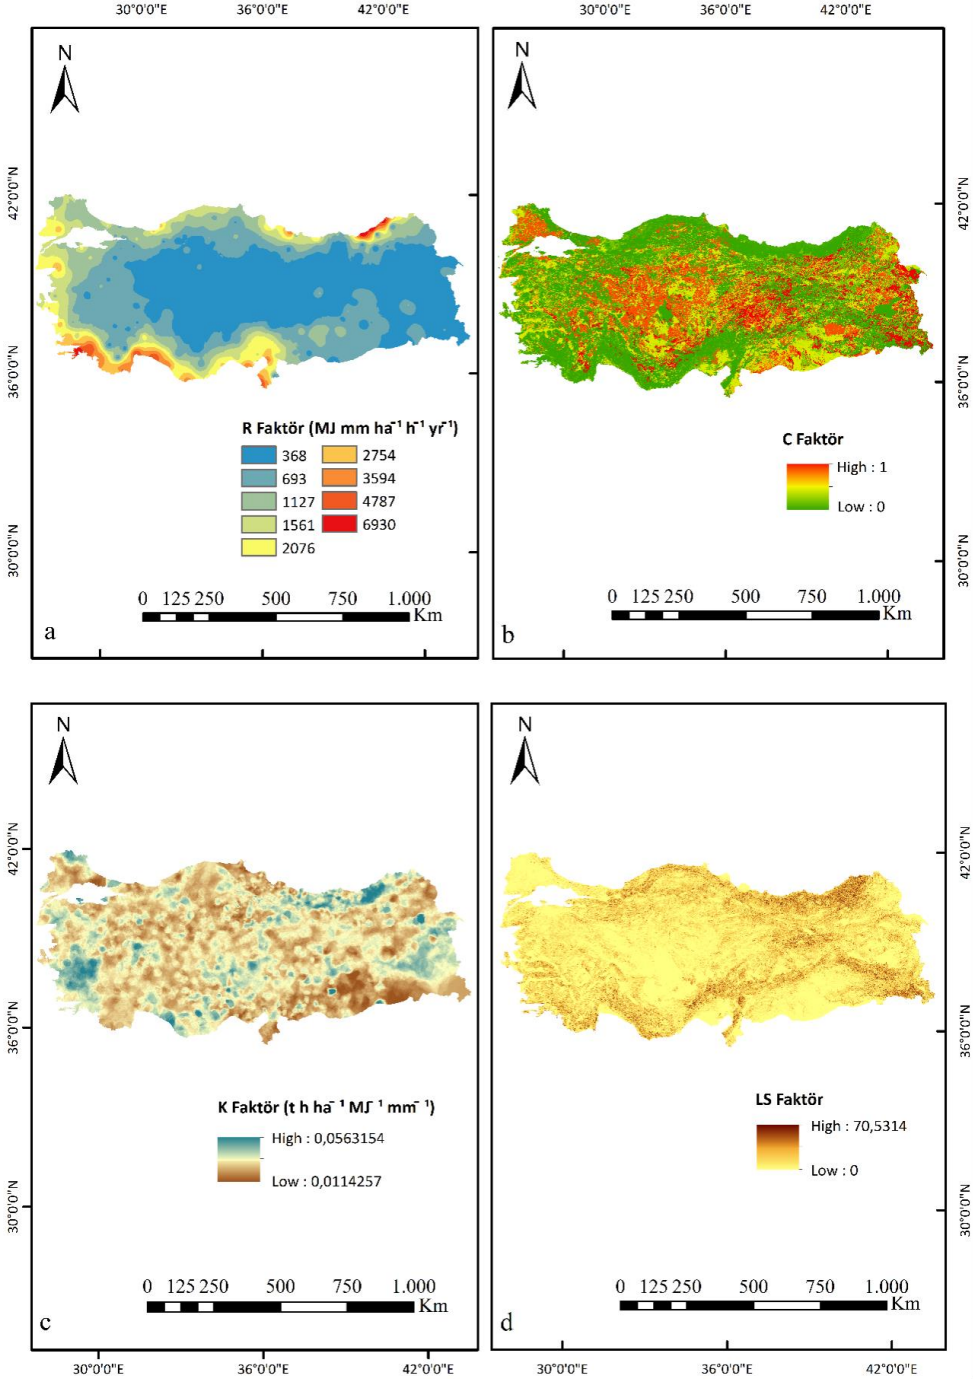 30°0'0"E 36°0'0"E 42°0'0"E
30°0'0"E 36°0'0"E 42°0'0"E
N
42°0'0"N
36°0'0"N
30°0'0"N
R Faktör (MJ mm ha⁻¹ h⁻¹ yr⁻¹)
368 2754
693 3594
1127 4787
1561 6930
2076
0 125 250 500 750 1.000
Km
a
N
42°0'0"N
36°0'0"N
30°0'0"N
C Faktör
High : 1
Low : 0
0 125 250 500 750 1.000
Km
b
N
42°0'0"N
36°0'0"N
30°0'0"N
K Faktör (t h ha⁻¹ MJ⁻¹ mm⁻¹)
High : 0,0563154
Low : 0,0114257
0 125 250 500 750 1.000
Km
c
N
42°0'0"N
36°0'0"N
30°0'0"N
LS Faktör
High : 70,5314
Low : 0
0 125 250 500 750 1.000
Km
d
30°0'0"E 36°0'0"E 42°0'0"E
30°0'0"E 36°0'0"E 42°0'0"E